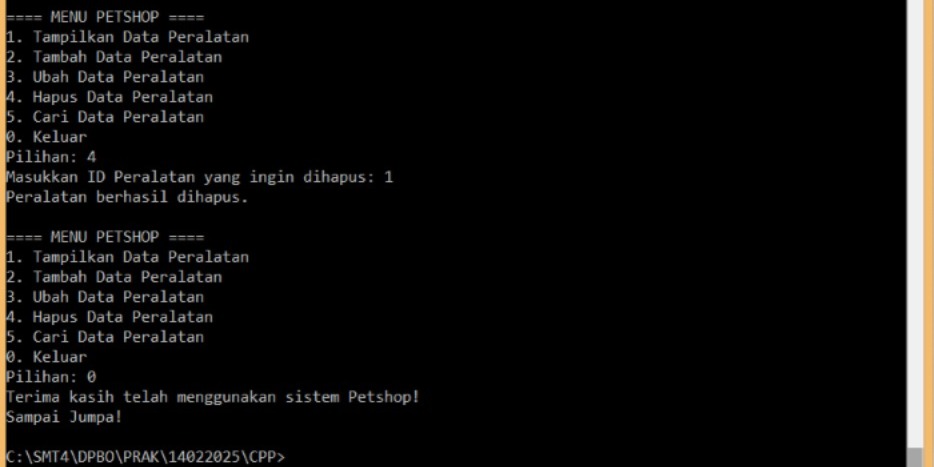 ==== MENU PETSHOP ====
1. Tampilkan Data Peralatan
2. Tambah Data Peralatan
3. Ubah Data Peralatan
4. Hapus Data Peralatan
5. Cari Data Peralatan
0. Keluar
Pilihan: 4
Masukkan ID Peralatan yang ingin dihapus: 1
Peralatan berhasil dihapus.
==== MENU PETSHOP ====
1. Tampilkan Data Peralatan
2. Tambah Data Peralatan
3. Ubah Data Peralatan
4. Hapus Data Peralatan
5. Cari Data Peralatan
0. Keluar
Pilihan: 0
Terima kasih telah menggunakan sistem Petshop!
Sampai Jumpa!
C:\SMT4\DPBO\PRAK\14022025\CPP>